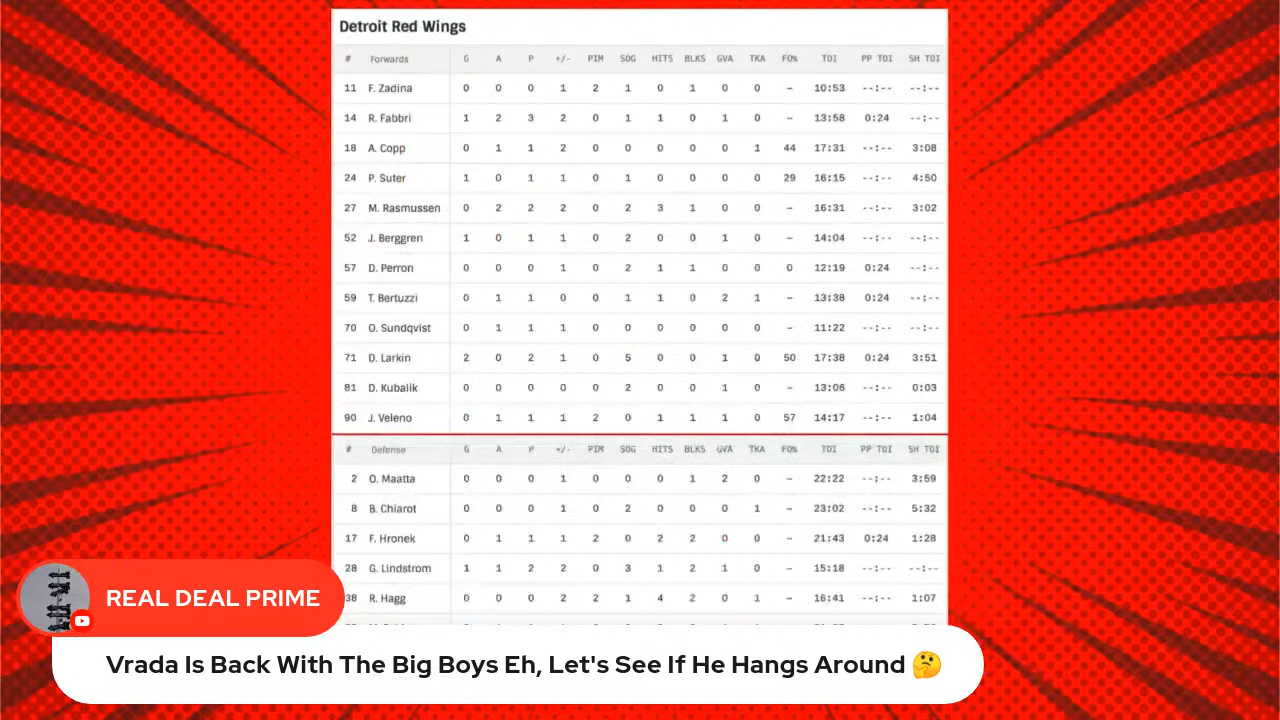 Detroit Red Wings
# Forwards G A P +/- PIM SOG HITS BLKS GVA TKA FO% TOI PP TOI SH TOI
11 F. Zadina 0 0 0 1 2 1 0 1 0 0 - 10:53 --:-- --:--
14 R. Fabbri 1 2 3 2 0 1 1 0 1 0 - 13:58 0:24 --:--
18 A. Copp 0 1 1 2 0 0 0 0 0 1 44 17:31 --:-- 3:08
24 P. Suter 1 0 1 1 0 1 0 0 0 0 29 16:15 --:-- 4:50
27 M. Rasmussen 0 2 2 2 0 2 3 1 0 0 - 16:31 --:-- 3:02
52 J. Berggren 1 0 1 1 0 2 0 0 1 0 - 14:04 --:-- --:--
57 D. Perron 0 0 0 1 0 2 1 1 0 0 0 12:19 0:24 --:--
59 T. Bertuzzi 0 1 1 0 0 1 1 0 2 1 - 13:38 0:24 --:--
70 O. Sundqvist 0 1 1 1 0 0 0 0 0 0 - 11:22 --:-- --:--
71 D. Larkin 2 0 2 1 0 5 0 0 1 0 50 17:38 0:24 3:51
81 D. Kubalik 0 0 0 0 0 2 0 0 1 0 - 13:06 --:-- 0:03
90 J. Veleno 0 1 1 1 2 0 1 1 1 0 57 14:17 --:-- 1:04
# Defense G A P +/- PIM SOG HITS BLKS GVA TKA FO% TOI PP TOI SH TOI
2 O. Maatta 0 0 0 1 0 0 0 1 2 0 - 22:22 --:-- 3:59
8 B. Chiarot 0 0 0 1 0 2 0 0 0 1 - 23:02 --:-- 5:32
17 F. Hronek 0 1 1 1 2 0 2 2 0 0 - 21:43 0:24 1:28
28 G. Lindstrom 1 1 2 2 0 3 1 2 1 0 - 15:18 --:-- --:--
38 R. Hagg 0 0 0 2 2 1 4 2 0 1 - 16:41 --:-- 1:07
REAL DEAL PRIME
Vrada Is Back With The Big Boys Eh, Let's See If He Hangs Around 🤔